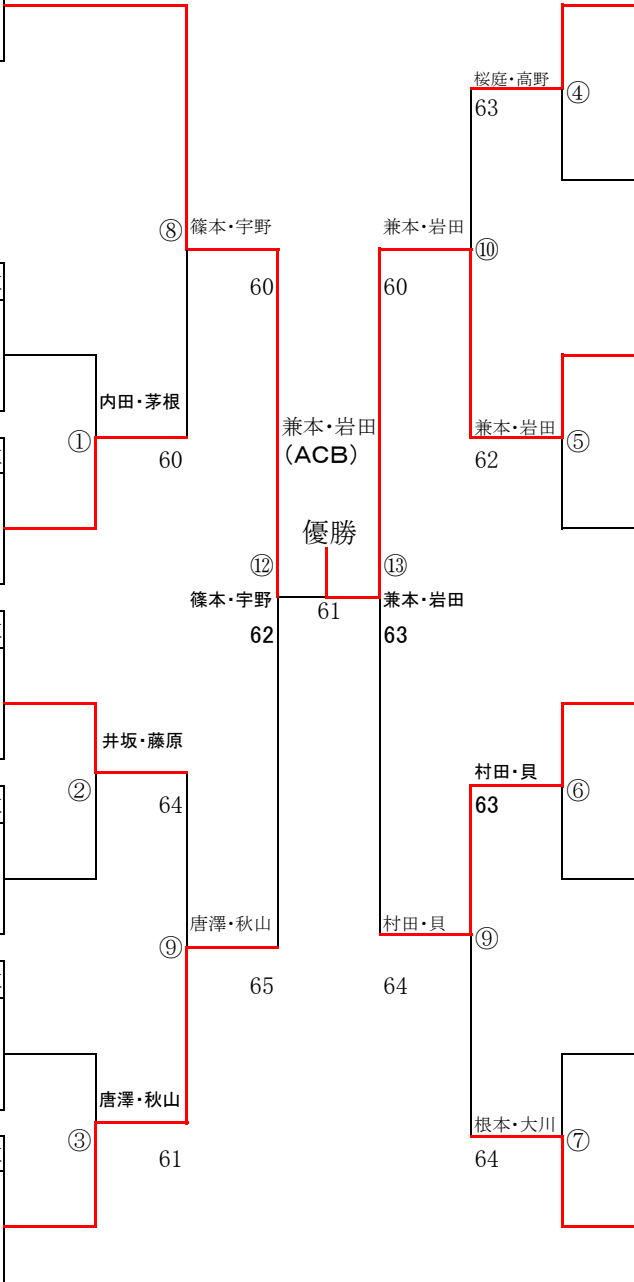 桜庭・高野
④
63
⑧
篠本・宇野
兼本・岩田
⑩
60
60
内田・茅根
兼本・岩田
兼本・岩田
①
60
(ACB)
62
⑤
優勝
⑫
⑬
篠本・宇野
61
兼本・岩田
62
63
井坂・藤原
村田・貝
②
64
63
⑥
唐澤・秋山
村田・貝
⑨
⑨
65
64
唐澤・秋山
根本・大川
③
61
64
⑦